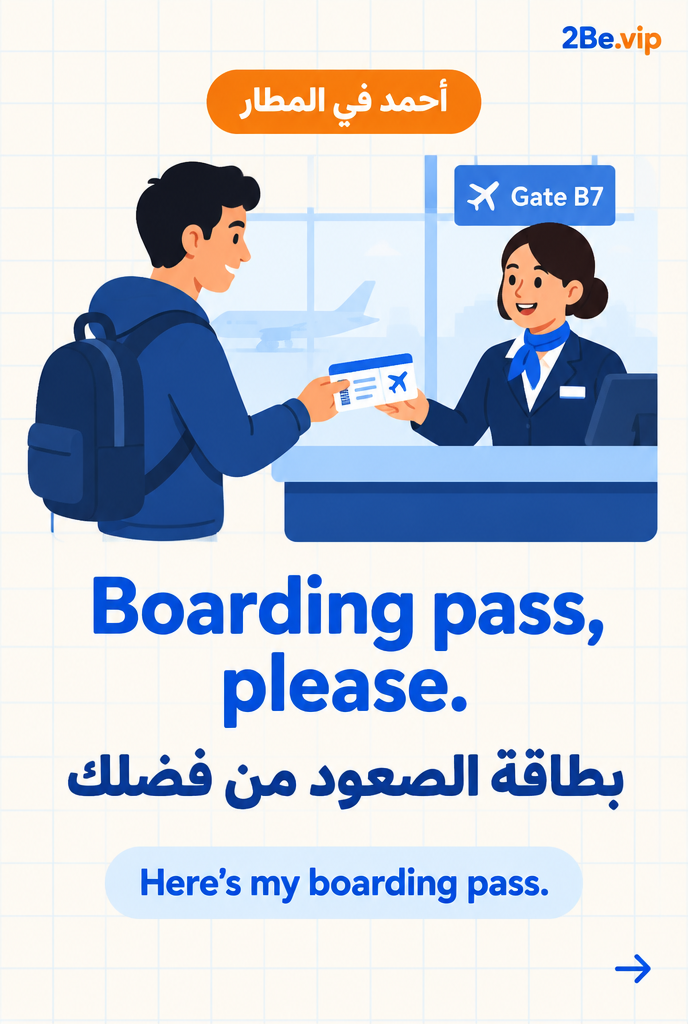 2Be.vip
أحمد في المطار
Gate B7
Boarding pass,
please.
بطاقة الصعود من فضلك
Here's my boarding pass.